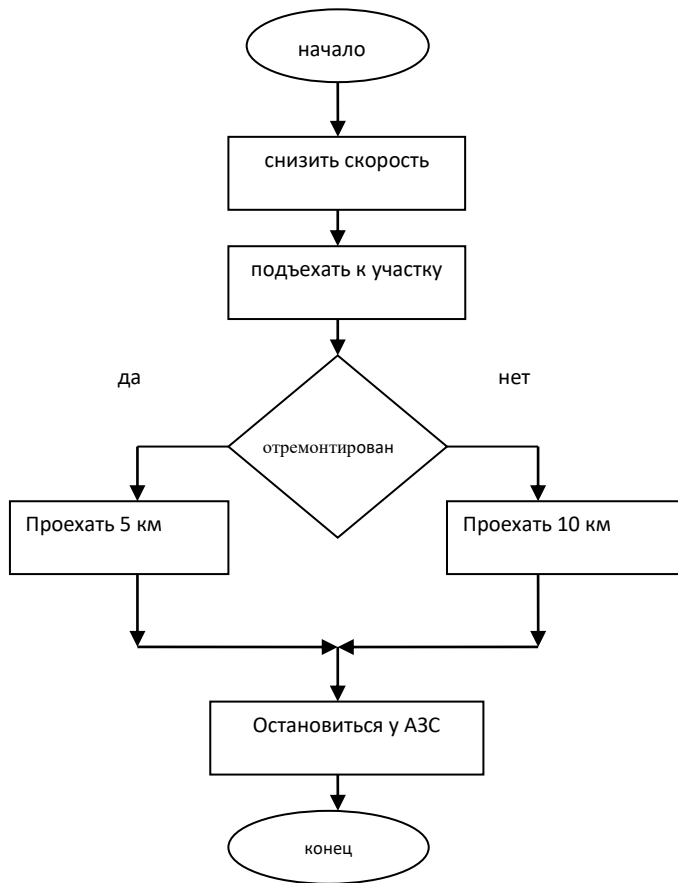 начало
снизить скорость
подъехать к участку
да
нет
отремонтирован
Проехать 5 км
Проехать 10 км
Остановиться у АЗС
конец